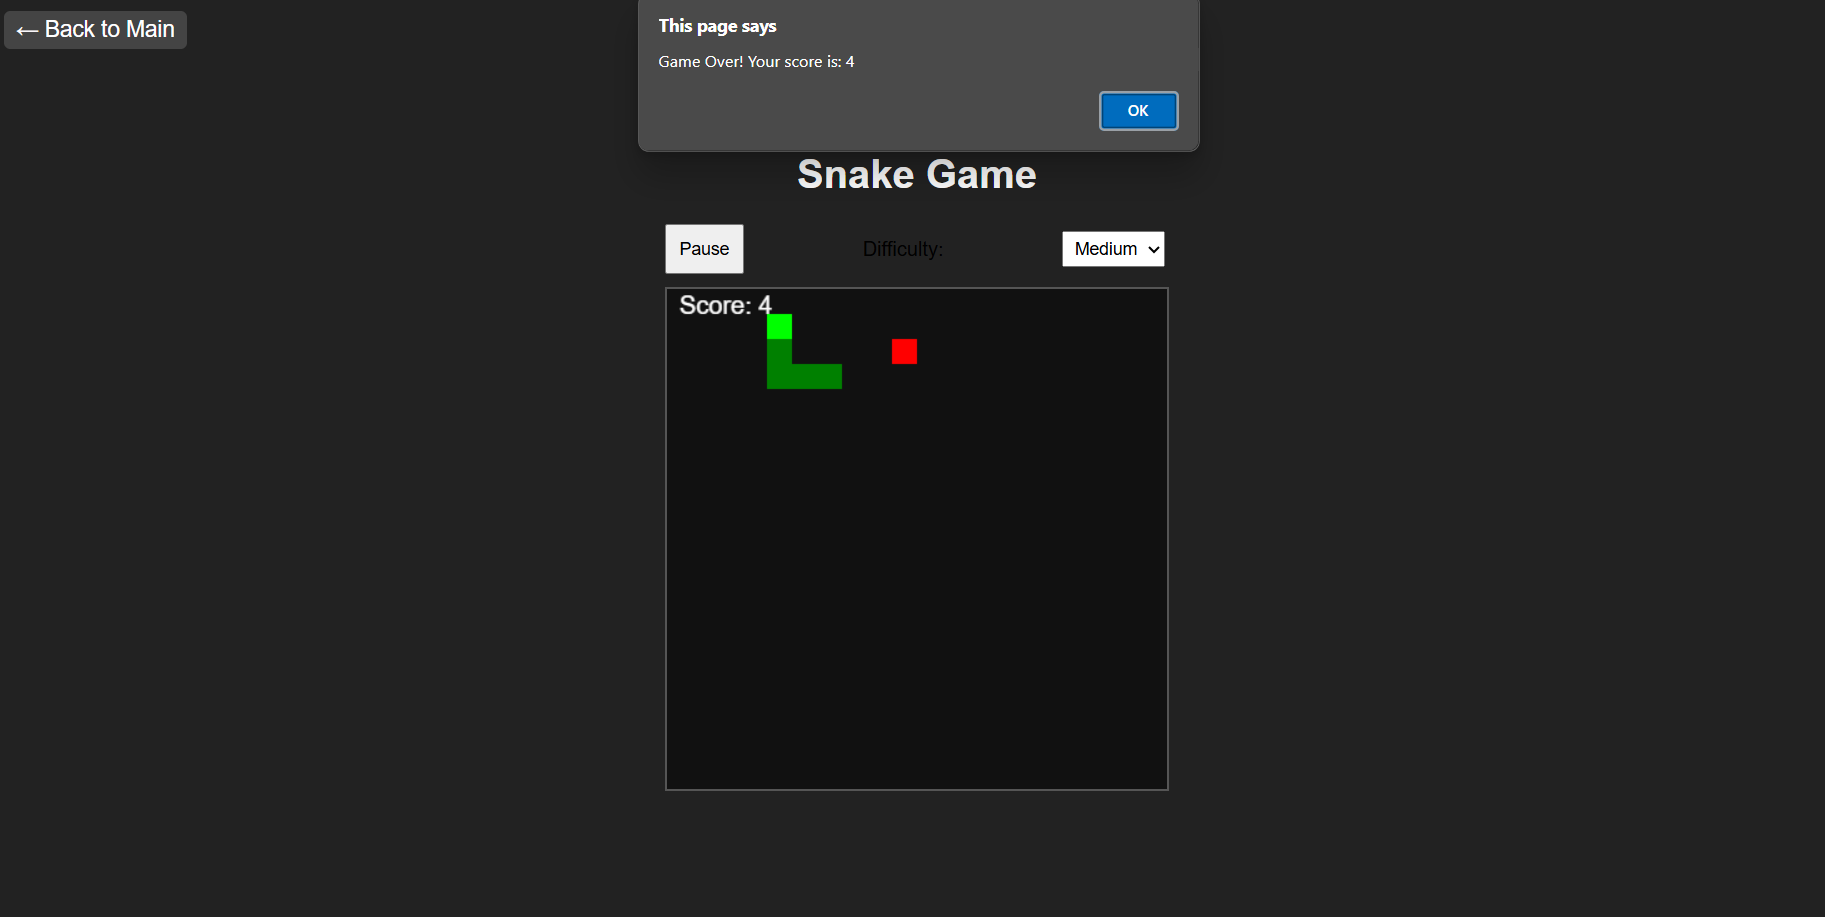 ← Back to Main
This page says
Game Over! Your score is: 4
OK
Snake Game
Pause
Difficulty:
Medium
Score: 4